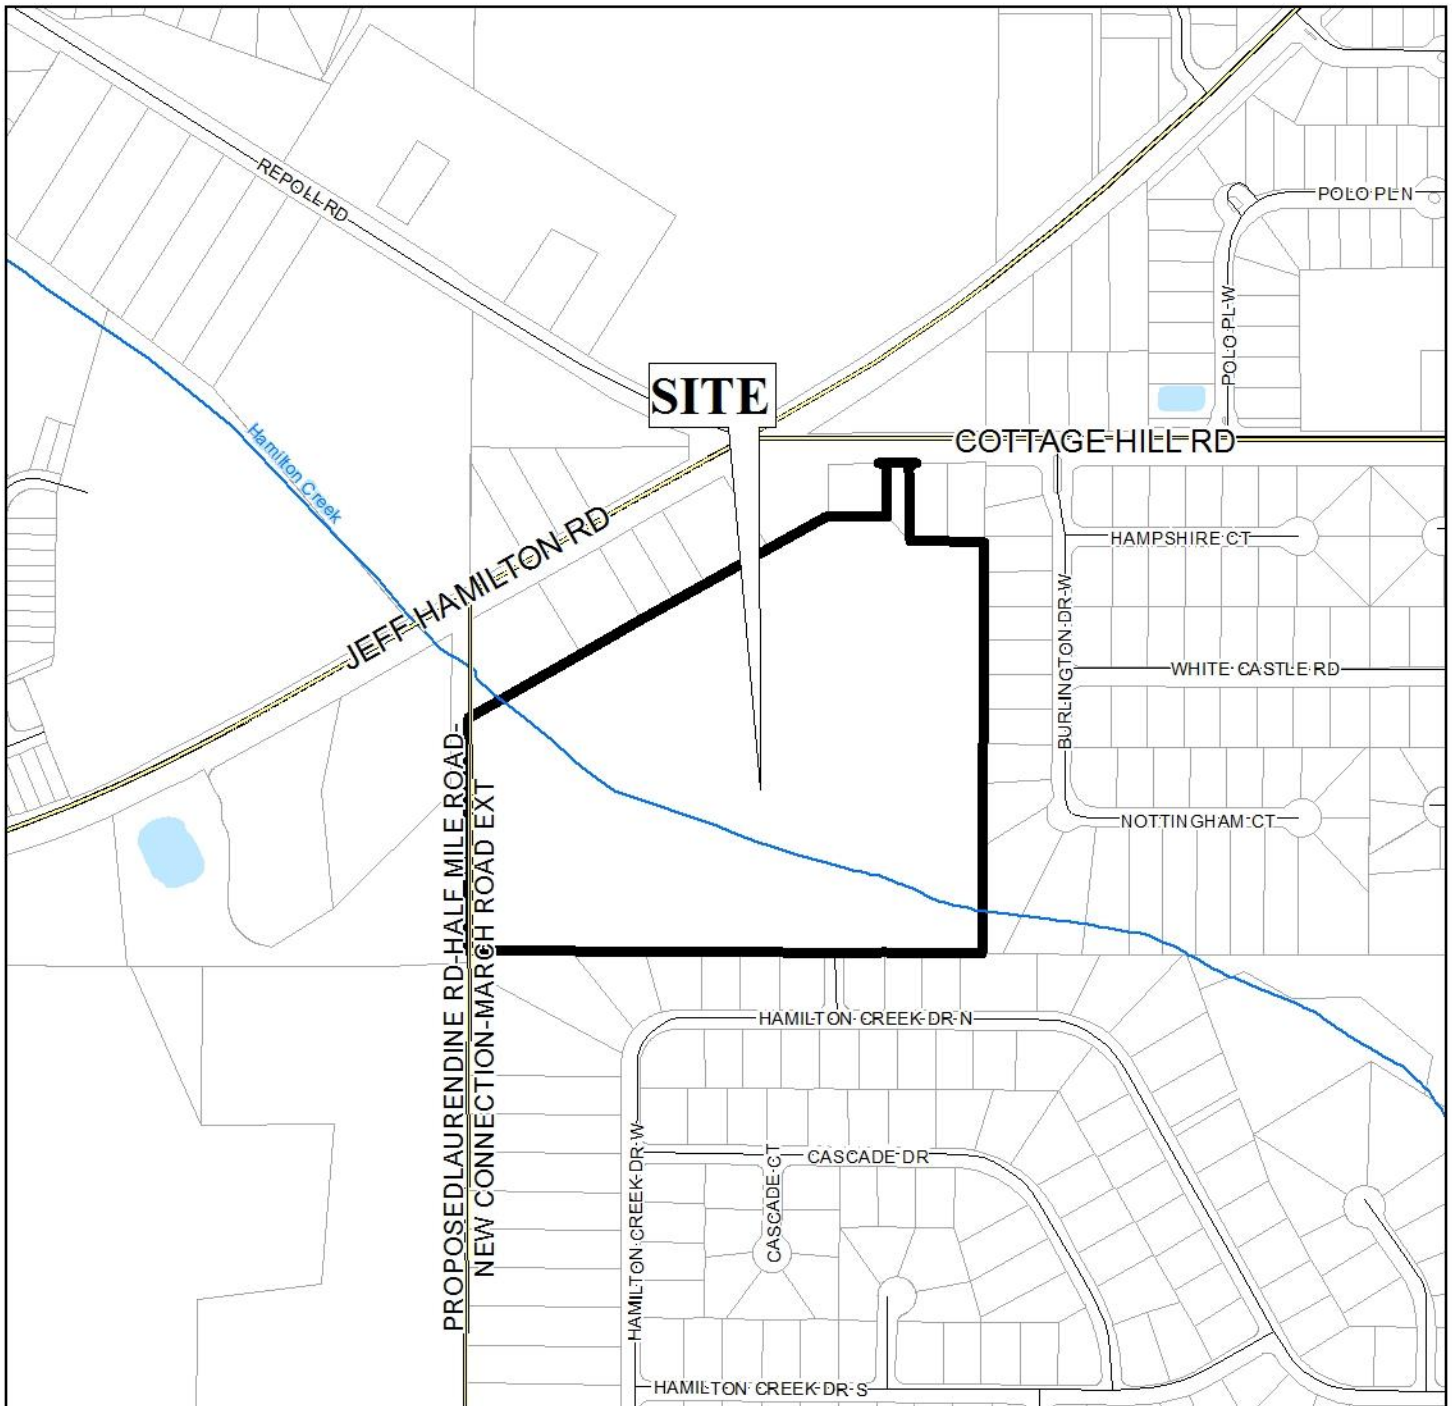 REPOLL RD
POLO PL N
POLO PL W
SITE
COTTAGE HILL RD
Hamilton Creek
JEFF HAMILTON RD
HAMPSHIRE CT
BURLINGTON DR W
WHITE CASTLE RD
NOTTINGHAM CT
PROPOSEDLAURENDINE RD-HALF MILE ROAD-
NEW CONNECTION-MARCH ROAD EXT
HAMILTON CREEK DR N
HAMILTON CREEK DR W
CASCADE CT
CASCADE DR
HAMILTON CREEK DR S